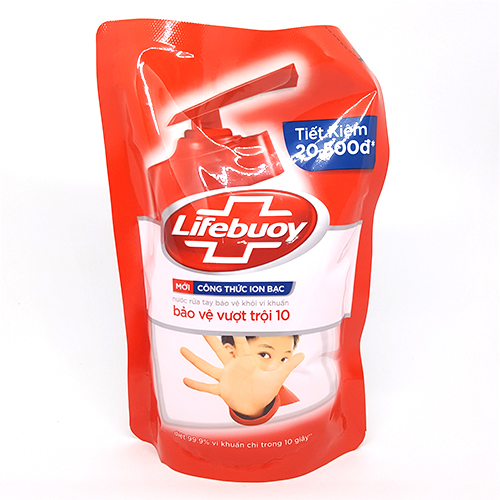 Tiết Kiệm
20.500đ*
Lifebuoy
MỚI CÔNG THỨC ION BẠC
nước rửa tay bảo vệ khỏi vi khuẩn
bảo vệ vượt trội 10
diệt 99.9% vi khuẩn chỉ trong 10 giây**